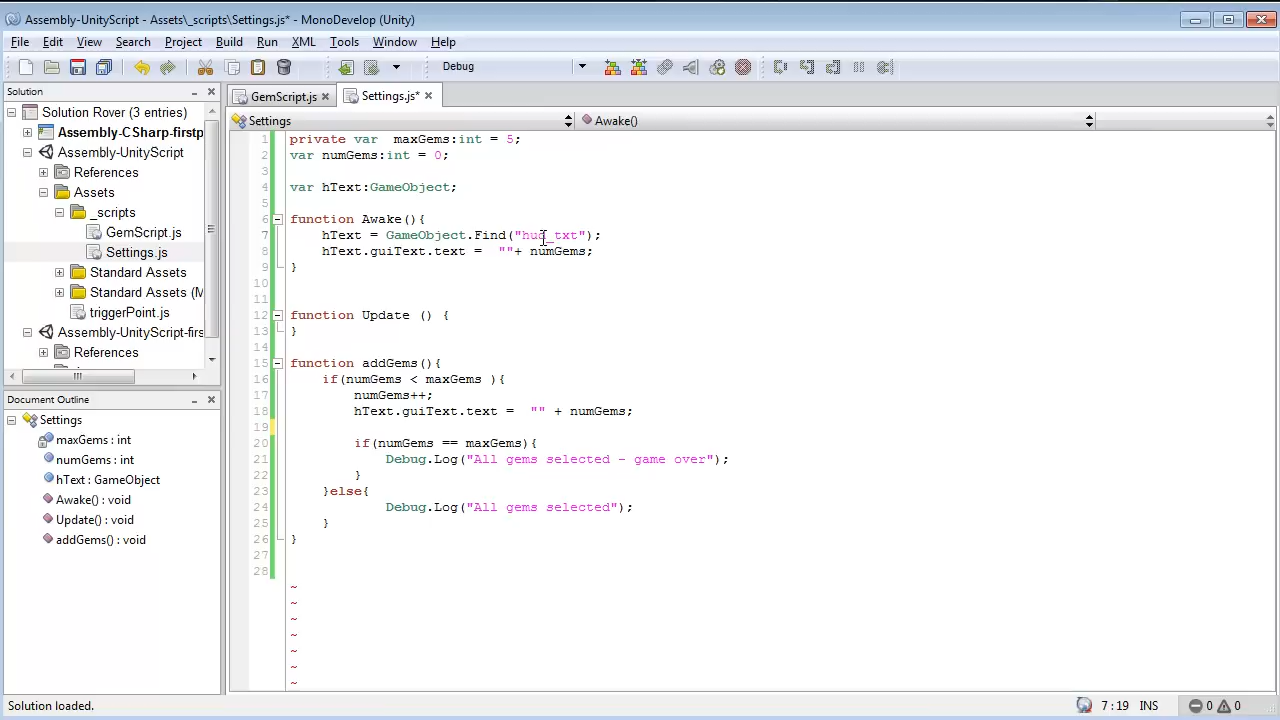 Assembly-UnityScript - Assets\_scripts\Settings.js* - MonoDevelop (Unity)
File Edit View Search Project Build Run XML Tools Window Help
Debug
Solution
Solution Rover (3 entries)
Assembly-CSharp-firstp
Assembly-UnityScript
References
Assets
_scripts
GemScript.js
Settings.js
Standard Assets
Standard Assets (M
triggerPoint.js
Assembly-UnityScript-firs
References
Document Outline
Settings
maxGems : int
numGems : int
hText : GameObject
Awake() : void
Update() : void
addGems() : void
GemScript.js
Settings.js*
Settings
Awake()
1 private var  maxGems:int = 5;
2 var numGems:int = 0;
3
4 var hText:GameObject;
5
6 function Awake(){
7     hText = GameObject.Find("hud_txt");
8     hText.guiText.text =  ""+ numGems;
9 }
10
11
12 function Update () {
13 }
14
15 function addGems(){
16     if(numGems < maxGems ){
17         numGems++;
18         hText.guiText.text =  "" + numGems;
19
20         if(numGems == maxGems){
21             Debug.Log("All gems selected - game over");
22         }
23     }else{
24             Debug.Log("All gems selected");
25     }
26 }
27
28
~
~
~
~
~
~
~
Solution loaded.
7 : 19 INS
0 0